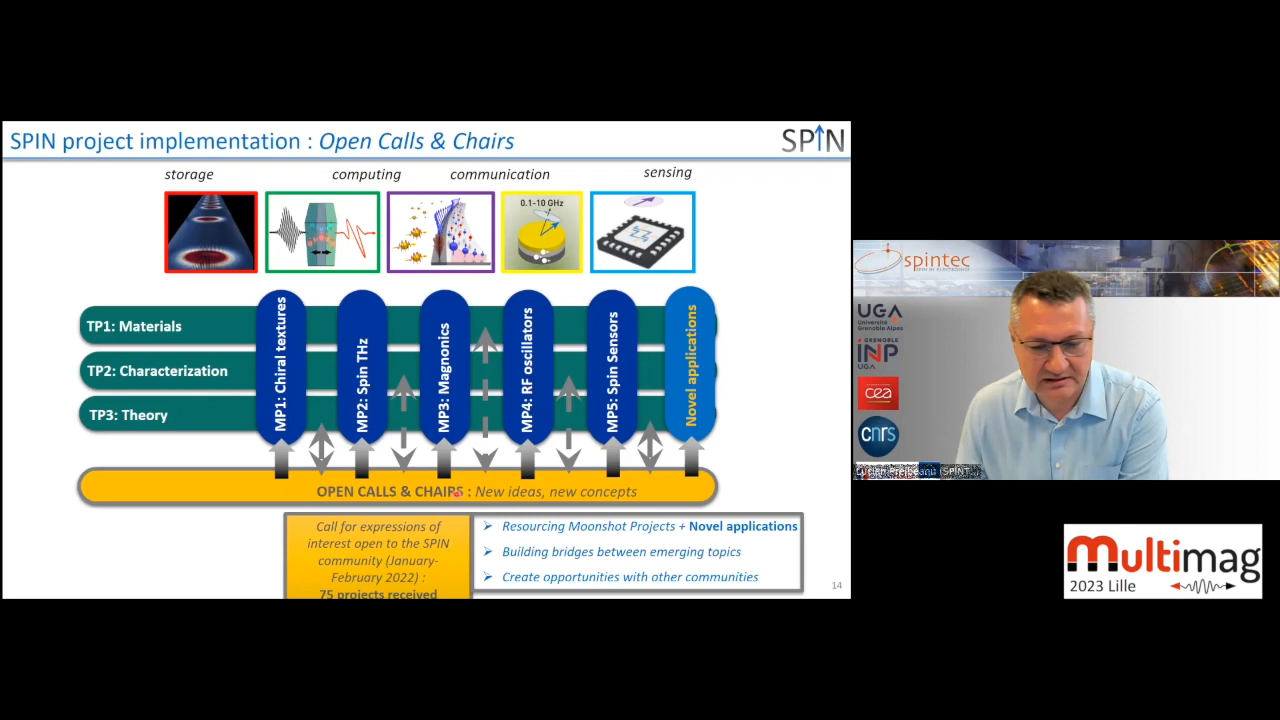 SPIN project implementation : Open Calls & Chairs
SPIN
storage
computing
communication
sensing
0.1-10 GHz
TP1: Materials
TP2: Characterization
TP3: Theory
MP1: Chiral textures
MP2: Spin THz
MP3: Magnonics
MP4: RF oscillators
MP5: Spin Sensors
Novel applications
OPEN CALLS & CHAIRS : New ideas, new concepts
Call for expressions of
interest open to the SPIN
community (January-
February 2022) :
75 projects received
➢ Resourcing Moonshot Projects + Novel applications
➢ Building bridges between emerging topics
➢ Create opportunities with other communities
14
spintec
SPIN IN ELECTRONICS
UGA
Université
Grenoble Alpes
GRENOBLE
INP
UGA
cea
cnrs
(SPINT
multimag
2023 Lille